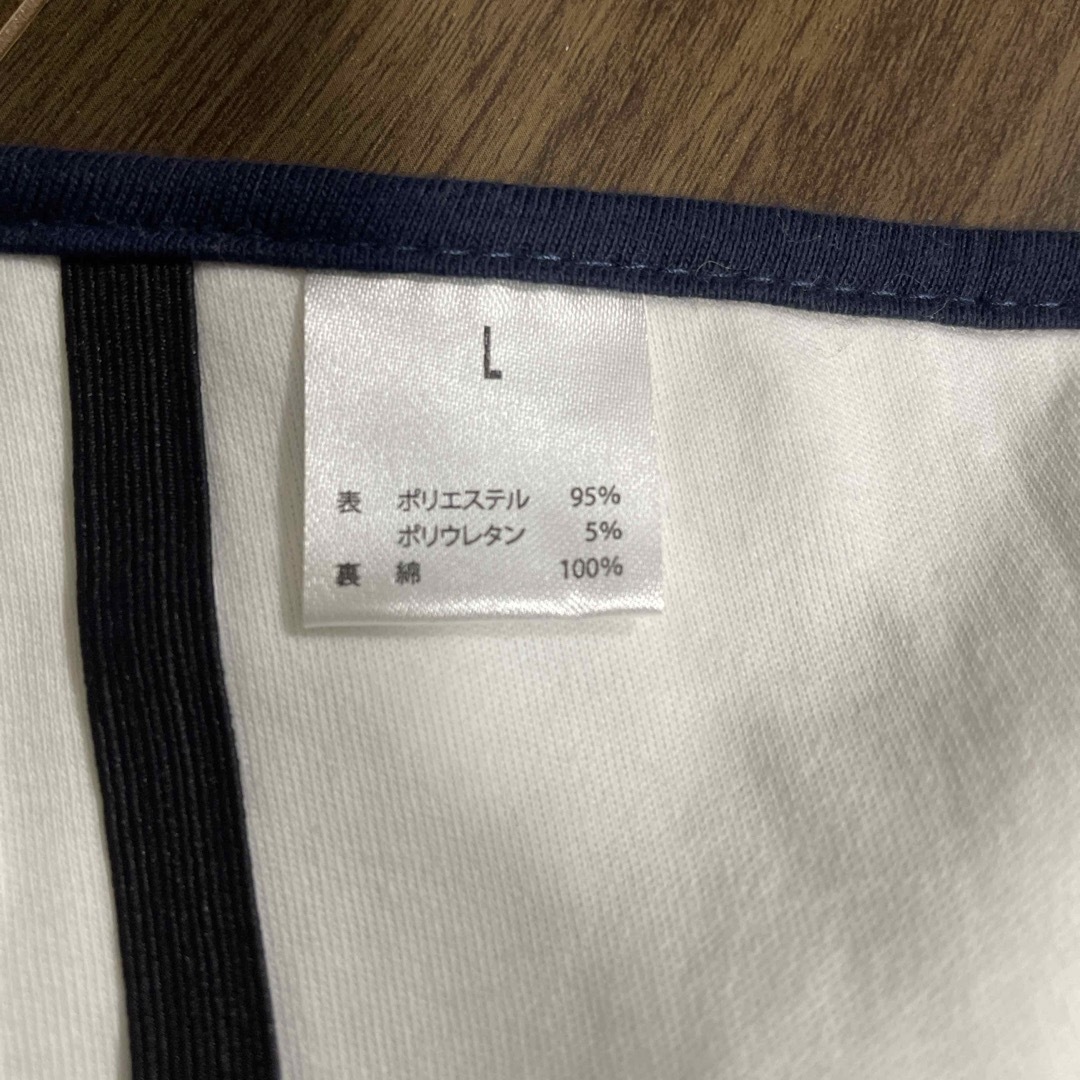 L
表 ポリエステル 95%
ポリウレタン 5%
裏 綿 100%